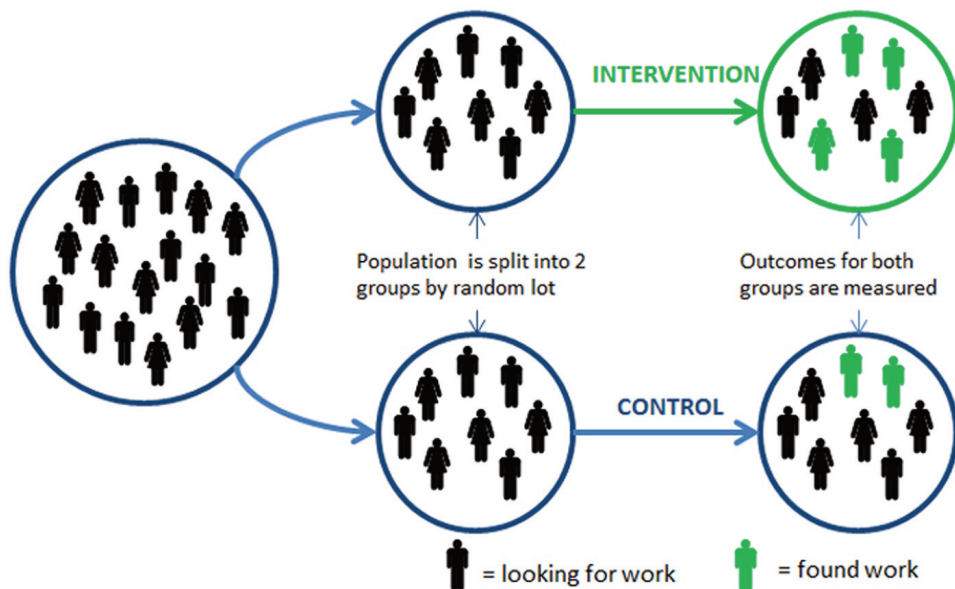 INTERVENTION
Population is split into 2
groups by random lot
Outcomes for both
groups are measured
CONTROL
= looking for work
= found work